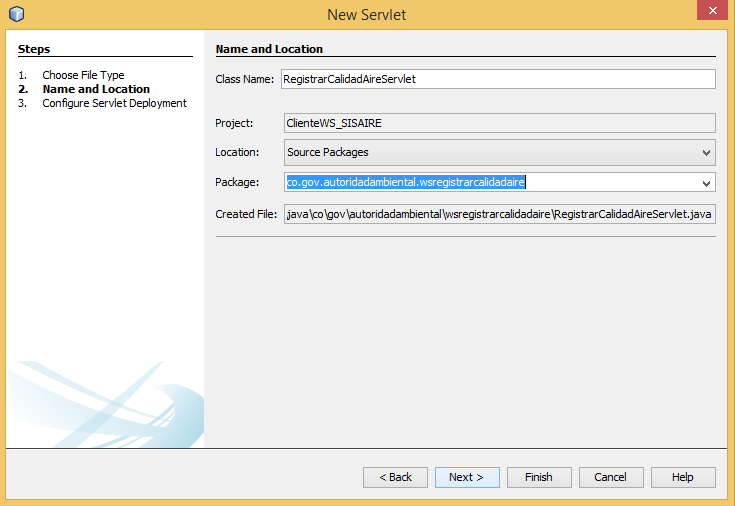 New Servlet
Steps
1. Choose File Type
2. Name and Location
3. Configure Servlet Deployment
Name and Location
Class Name: RegistrarCalidadAireServlet
Project: ClienteWS_SISAIRE
Location: Source Packages
Package: co.gov.autoridadambiental.wsregistrarcalidadaire
Created File: java\co\gov\autoridadambiental\wsregistrarcalidadaire\RegistrarCalidadAireServlet.java
< Back
Next >
Finish
Cancel
Help